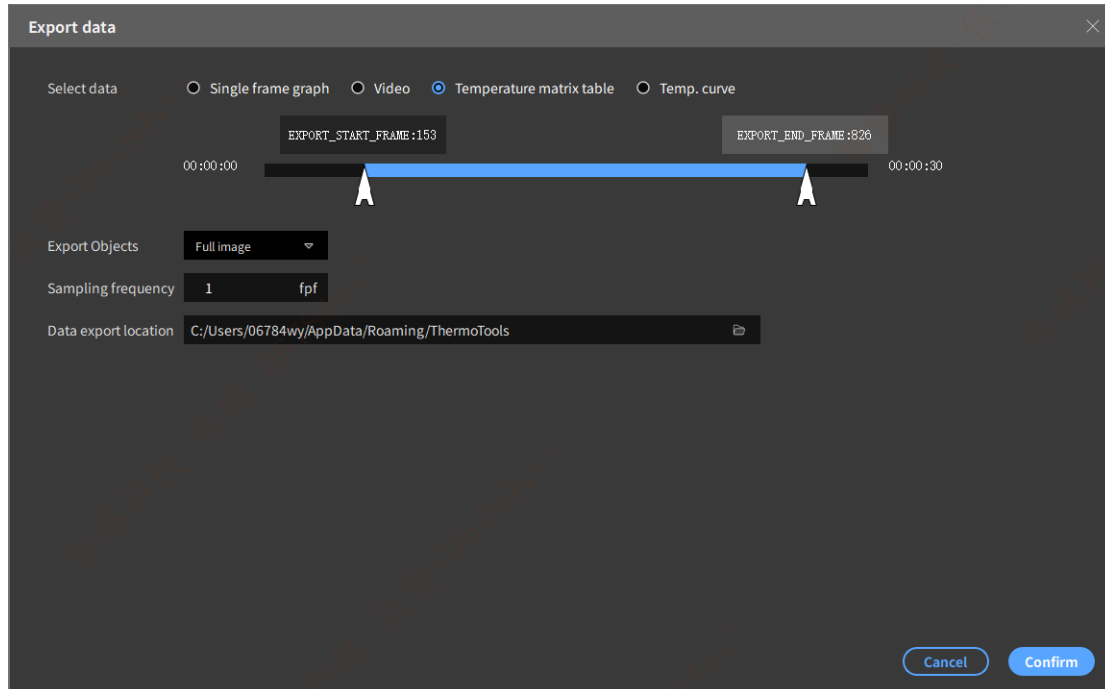 Export data
Select data Single frame graph Video Temperature matrix table Temp. curve
EXPORT_START_FRAME:153 EXPORT_END_FRAME:826
00:00:00 00:00:30
Export Objects Full image
Sampling frequency 1 fpf
Data export location C:/Users/06784wy/AppData/Roaming/ThermoTools
Cancel Confirm